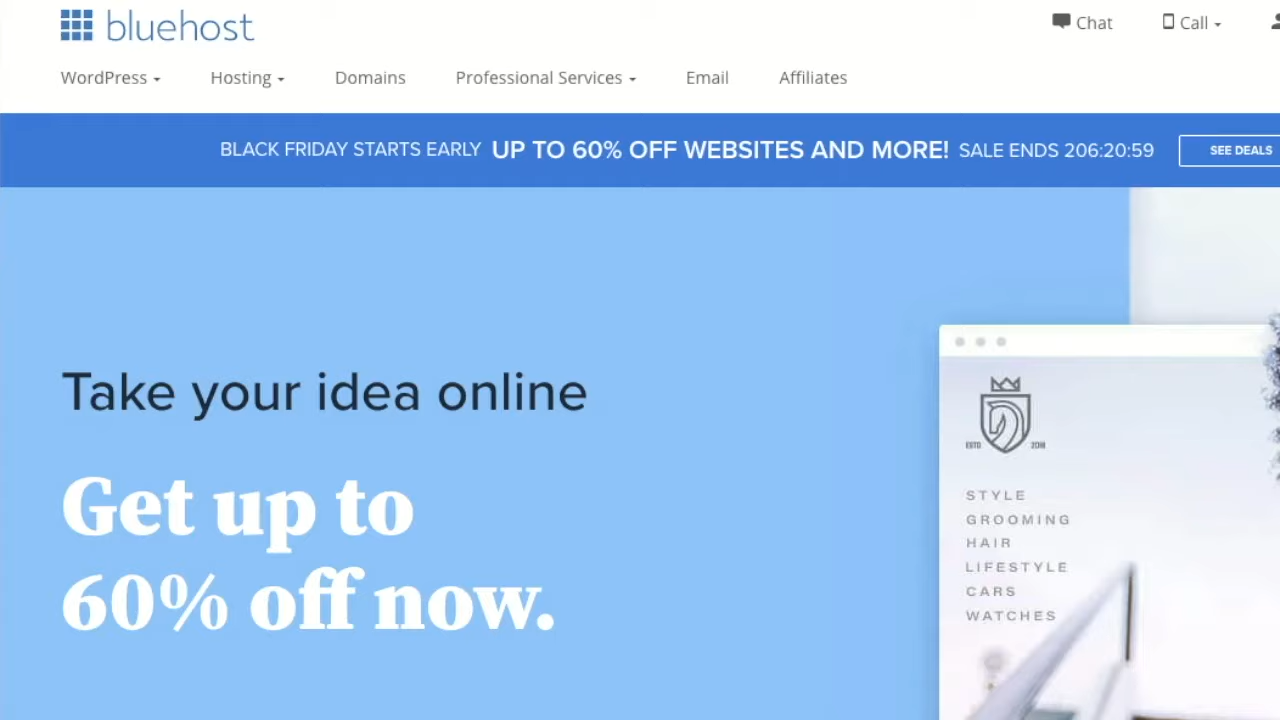 bluehost
Chat
Call
WordPress
Hosting
Domains
Professional Services
Email
Affiliates
BLACK FRIDAY STARTS EARLY UP TO 60% OFF WEBSITES AND MORE! SALE ENDS 206:20:59
SEE DEALS
Take your idea online
Get up to
60% off now.
ESTD 2018
STYLE
GROOMING
HAIR
LIFESTYLE
CARS
WATCHES